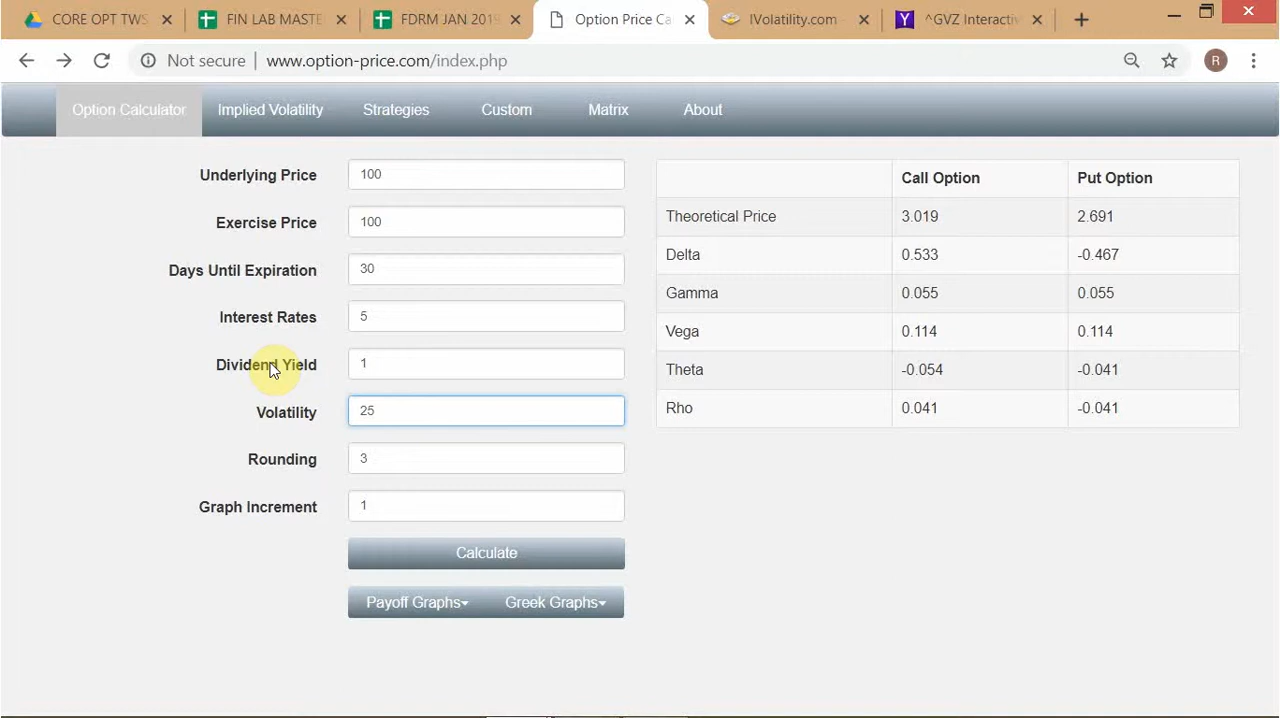 CORE OPT TWS
FIN LAB MASTE
FDRM JAN 2019
Option Price Ca
IVolatility.com
^GVZ Interactiv
Not secure | www.option-price.com/index.php
R
Option Calculator Implied Volatility Strategies Custom Matrix About
Underlying Price 100
Exercise Price 100
Days Until Expiration 30
Interest Rates 5
Dividend Yield 1
Volatility 25
Rounding 3
Graph Increment 1
Calculate
Payoff Graphs Greek Graphs
Call Option Put Option
Theoretical Price 3.019 2.691
Delta 0.533 -0.467
Gamma 0.055 0.055
Vega 0.114 0.114
Theta -0.054 -0.041
Rho 0.041 -0.041